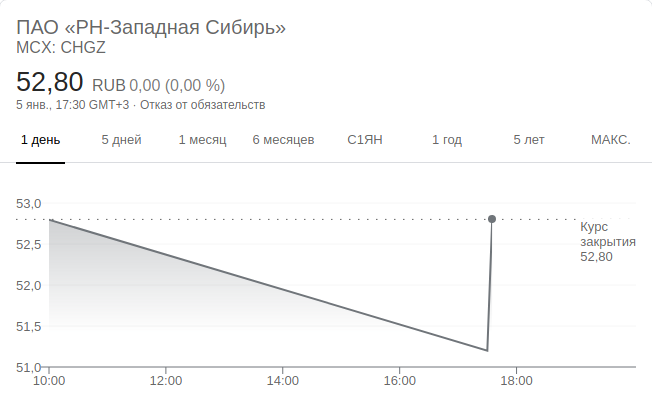 ПАО «РН-Западная Сибирь»
MCX: CHGZ
52,80 RUB 0,00 (0,00 %)
5 янв., 17:30 GMT+3 · Отказ от обязательств
1 день 5 дней 1 месяц 6 месяцев С1ЯН 1 год 5 лет МАКС.
53,0
52,5
52,0
51,5
51,0
Курс
закрытия
52,80
10:00 12:00 14:00 16:00 18:00